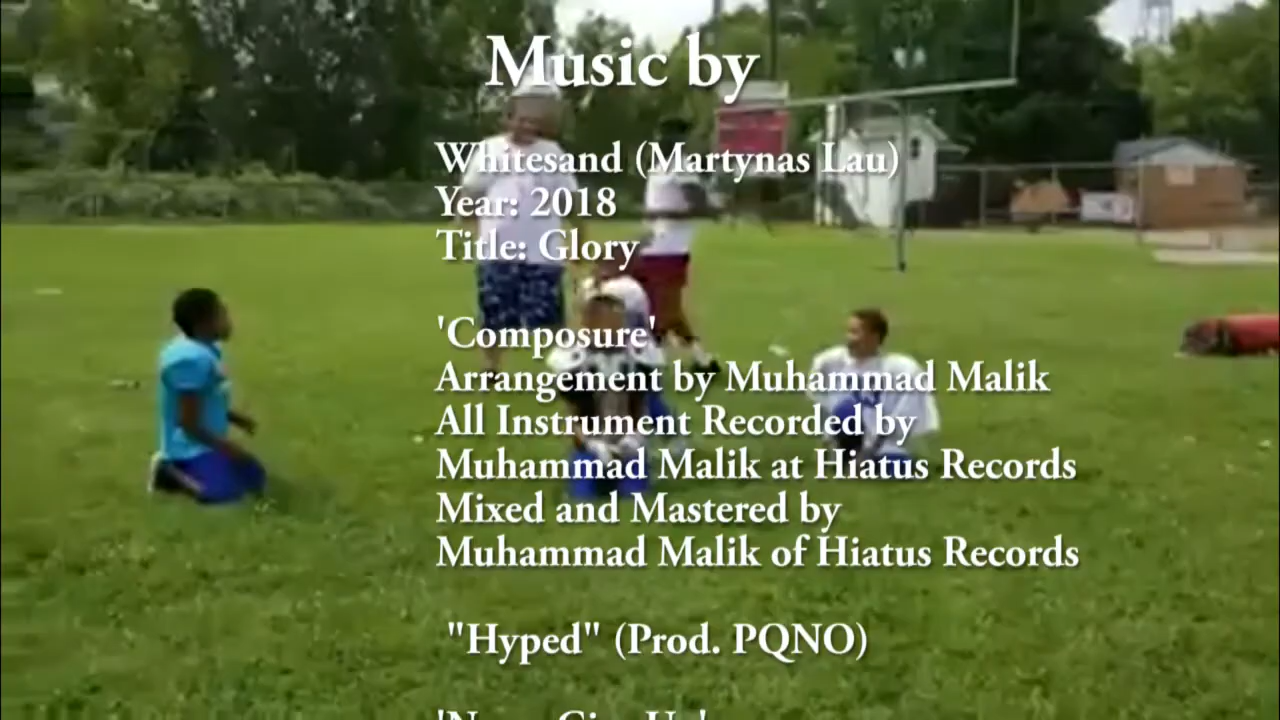 Music by
Whitesand (Martynas Lau)
Year: 2018
Title: Glory
'Composure'
Arrangement by Muhammad Malik
All Instrument Recorded by
Muhammad Malik at Hiatus Records
Mixed and Mastered by
Muhammad Malik of Hiatus Records
"Hyped" (Prod. PQNO)